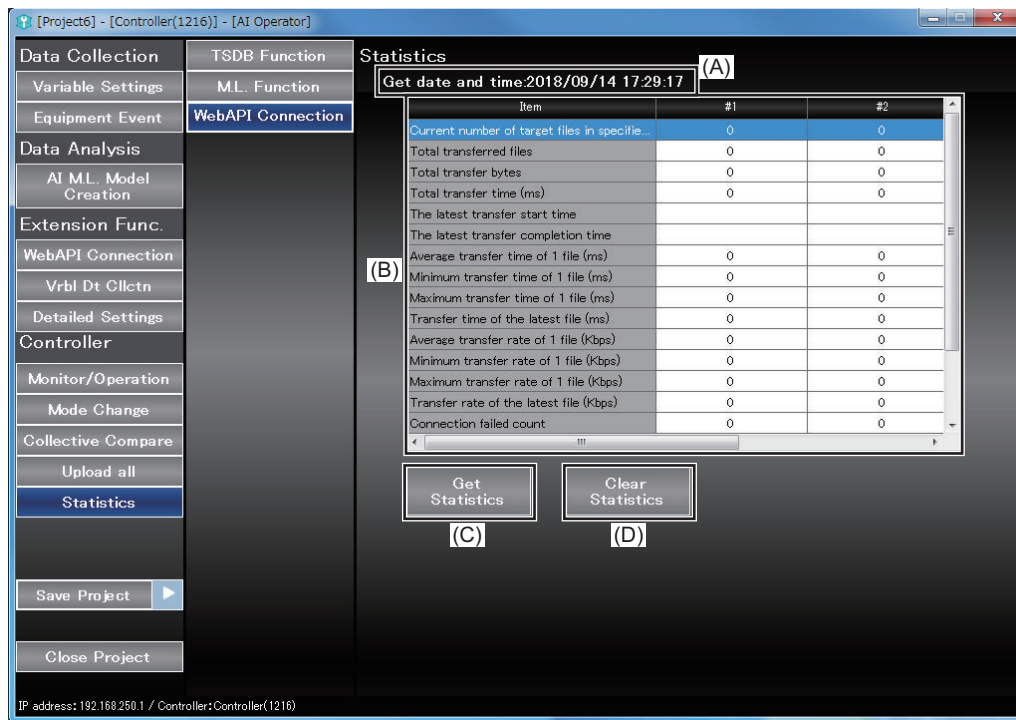 [Project6] - [Controller(1216)] - [AI Operator]
Data Collection
Variable Settings
Equipment Event
Data Analysis
AI M.L. Model
Creation
Extension Func.
WebAPI Connection
Vrbl Dt Cllctn
Detailed Settings
Controller
Monitor/Operation
Mode Change
Collective Compare
Upload all
Statistics
Save Project
Close Project
TSDB Function
M.L. Function
WebAPI Connection
Statistics
(A)
Get date and time:2018/09/14 17:29:17
(B)
Item #1 #2
Current number of target files in specifie... 0 0
Total transferred files 0 0
Total transfer bytes 0 0
Total transfer time (ms) 0 0
The latest transfer start time
The latest transfer completion time
Average transfer time of 1 file (ms) 0 0
Minimum transfer time of 1 file (ms) 0 0
Maximum transfer time of 1 file (ms) 0 0
Transfer time of the latest file (ms) 0 0
Average transfer rate of 1 file (Kbps) 0 0
Minimum transfer rate of 1 file (Kbps) 0 0
Maximum transfer rate of 1 file (Kbps) 0 0
Transfer rate of the latest file (Kbps) 0 0
Connection failed count 0 0
Get
Statistics
Clear
Statistics
(C)
(D)
IP address: 192.168.250.1 / Controller:Controller(1216)